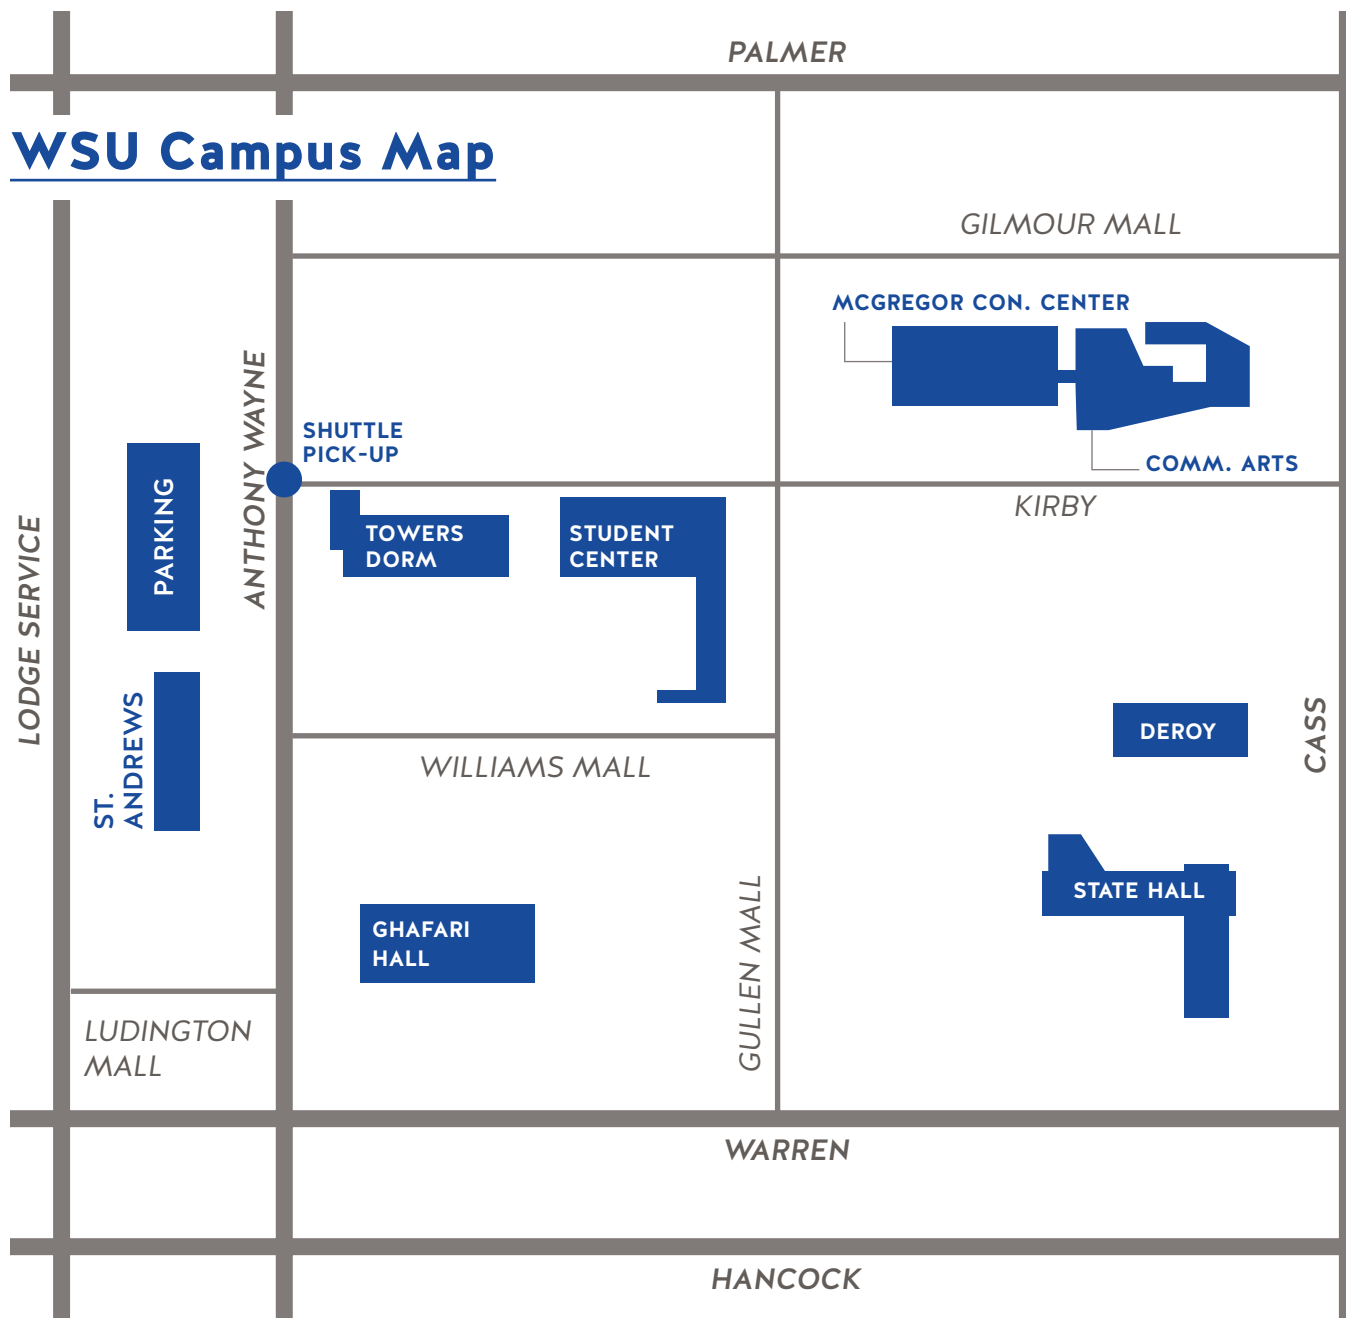 PALMER
WSU Campus Map
GILMOUR MALL
MCGREGOR CON. CENTER
ANTHONY WAYNE
SHUTTLE
PICK-UP
COMM. ARTS
PARKING
KIRBY
TOWERS
DORM
STUDENT
CENTER
LODGE SERVICE
ST.
ANDREWS
CASS
DEROY
WILLIAMS MALL
STATE HALL
GULLEN MALL
GHAFARI
HALL
LUDINGTON
MALL
WARREN
HANCOCK